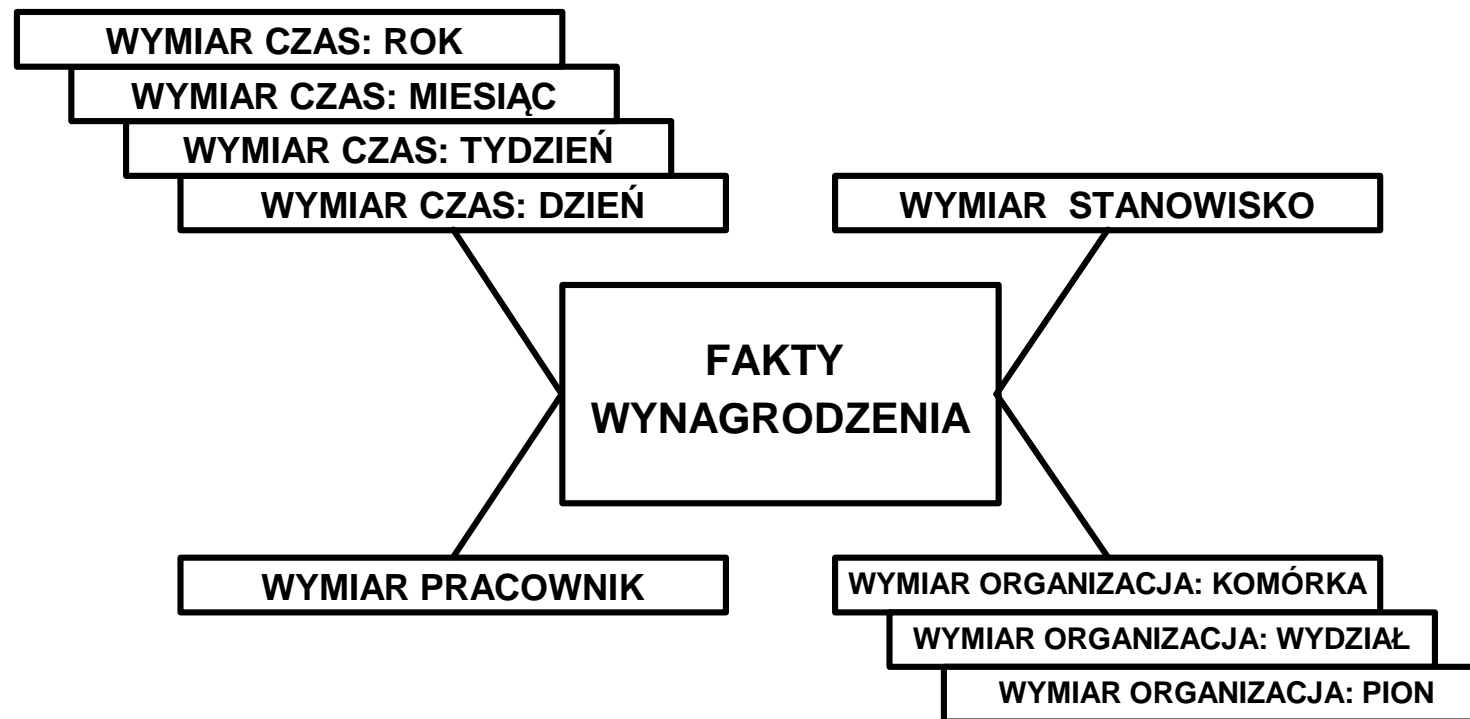 WYMIAR CZAS: ROK
WYMIAR CZAS: MIESIĄC
WYMIAR CZAS: TYDZIEŃ
WYMIAR CZAS: DZIEŃ
WYMIAR STANOWISKO
FAKTY
WYNAGRODZENIA
WYMIAR PRACOWNIK
WYMIAR ORGANIZACJA: KOMÓRKA
WYMIAR ORGANIZACJA: WYDZIAŁ
WYMIAR ORGANIZACJA: PION